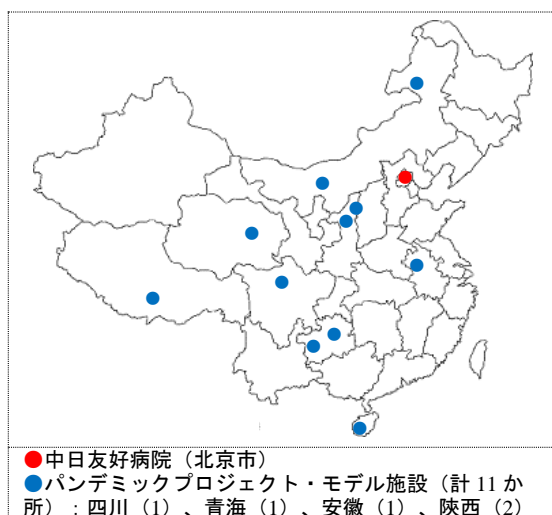 ●中日友好病院（北京市）
●パンデミックプロジェクト・モデル施設（計 11 か
所）：四川（1）、青海（1）、安徽（1）、陝西（2）